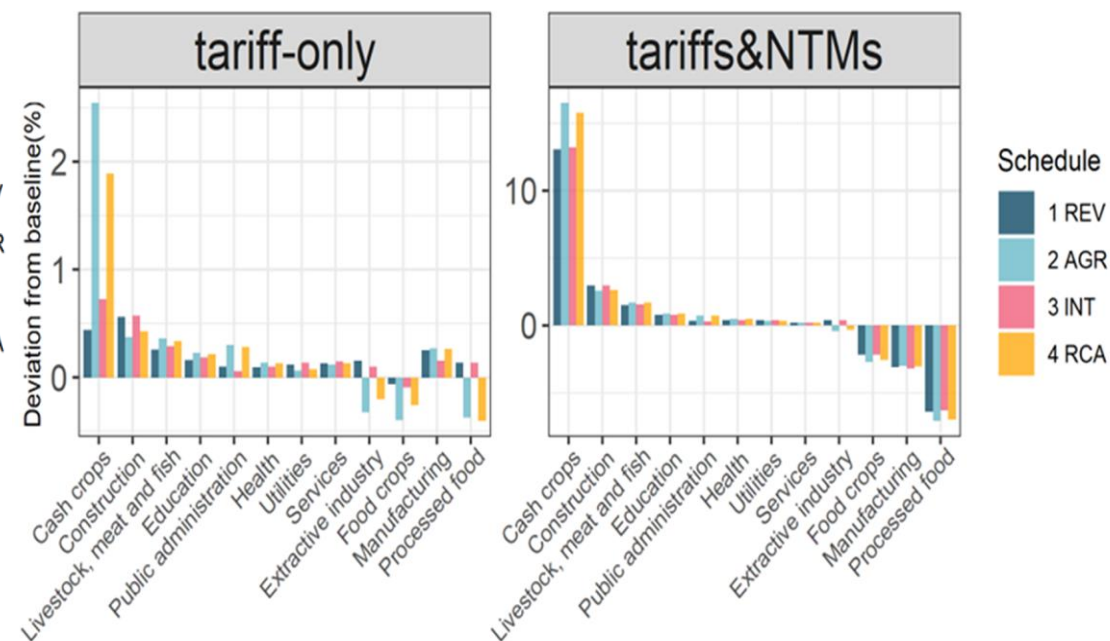 tariff-only
tariffs&NTMs
Deviation from baseline(%)
2
1
0
10
0
Cash crops
Construction
Livestock, meat and fish
Education
Public administration
Health
Utilities
Services
Extractive industry
Food crops
Manufacturing
Processed food
Cash crops
Construction
Livestock, meat and fish
Education
Public administration
Health
Utilities
Services
Extractive industry
Food crops
Manufacturing
Processed food
Schedule
1 REV
2 AGR
3 INT
4 RCA